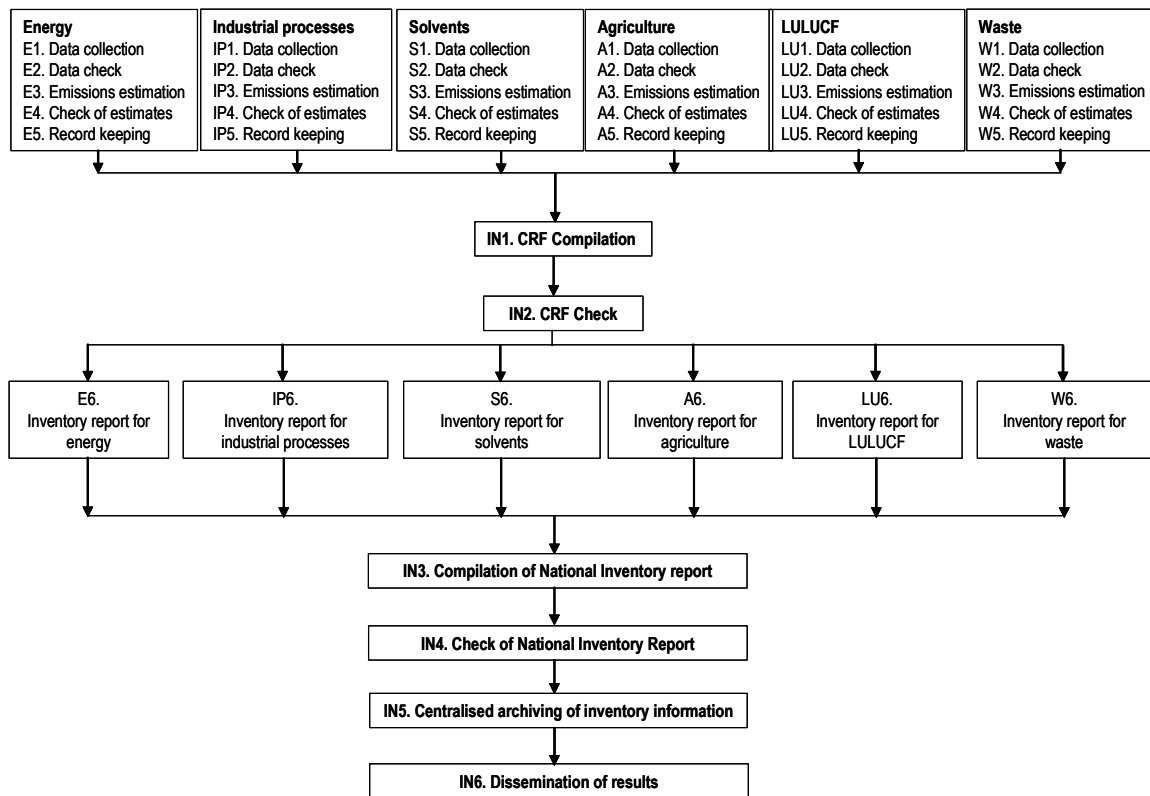 Energy
E1. Data collection
E2. Data check
E3. Emissions estimation
E4. Check of estimates
E5. Record keeping
Industrial processes
IP1. Data collection
IP2. Data check
IP3. Emissions estimation
IP4. Check of estimates
IP5. Record keeping
Solvents
S1. Data collection
S2. Data check
S3. Emissions estimation
S4. Check of estimates
S5. Record keeping
Agriculture
A1. Data collection
A2. Data check
A3. Emissions estimation
A4. Check of estimates
A5. Record keeping
LULUCF
LU1. Data collection
LU2. Data check
LU3. Emissions estimation
LU4. Check of estimates
LU5. Record keeping
Waste
W1. Data collection
W2. Data check
W3. Emissions estimation
W4. Check of estimates
W5. Record keeping
IN1. CRF Compilation
IN2. CRF Check
E6.
Inventory report for
energy
IP6.
Inventory report for
industrial processes
S6.
Inventory report for
solvents
A6.
Inventory report for
agriculture
LU6.
Inventory report for
LULUCF
W6.
Inventory report for
waste
IN3. Compilation of National Inventory report
IN4. Check of National Inventory Report
IN5. Centralised archiving of inventory information
IN6. Dissemination of results